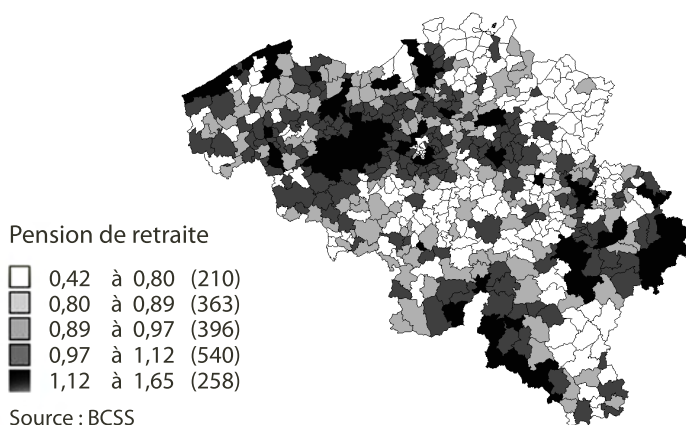 Pension de retraite
0,42 à 0,80 (210)
0,80 à 0,89 (363)
0,89 à 0,97 (396)
0,97 à 1,12 (540)
1,12 à 1,65 (258)
Source : BCSS